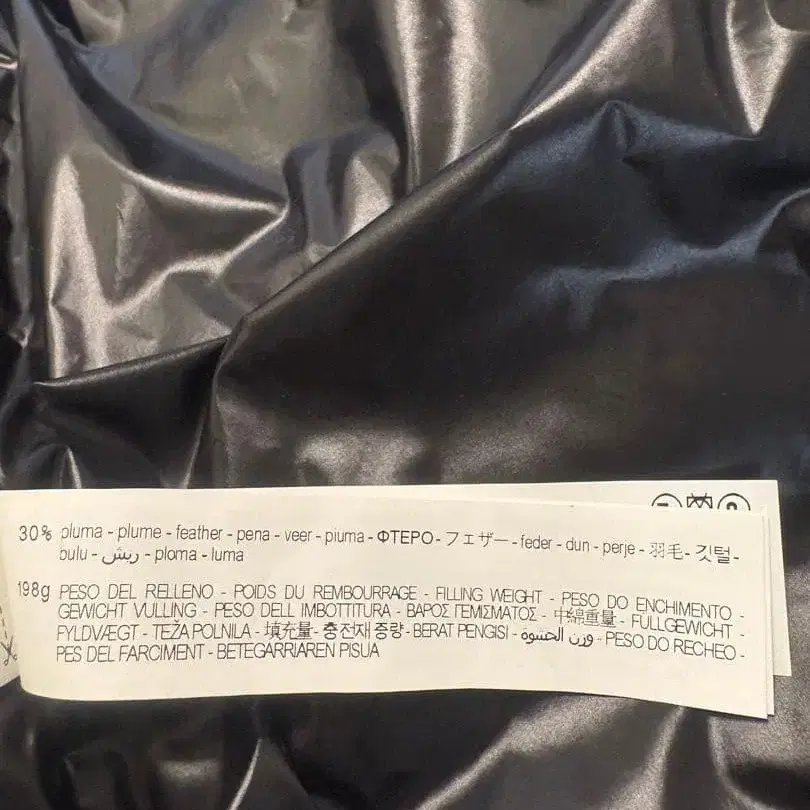 30% pluma - plume - feather - pena - veer - piuma - ΦΤΕΡΟ - フェザー - feder - dun - perje - 羽毛 - 깃털 -
bulu - ريش - ploma - luma
198g PESO DEL RELLENO - POIDS DU REMBOURRAGE - FILLING WEIGHT - PESO DO ENCHIMENTO -
GEWICHT VULLING - PESO DELL IMBOTTITURA - ΒΑΡΟΣ ΓΕΜΙΣΜΑΤΟΣ - 中綿重量 - FÜLLGEWICHT -
FYLDVÆGT - TEŽA POLNILA - 填充量 - 충전재 중량 - BERAT PENGISI - وزن الحشوة - PESO DO RECHEO -
PES DEL FARCIMENT - BETEGARRIAREN PISUA